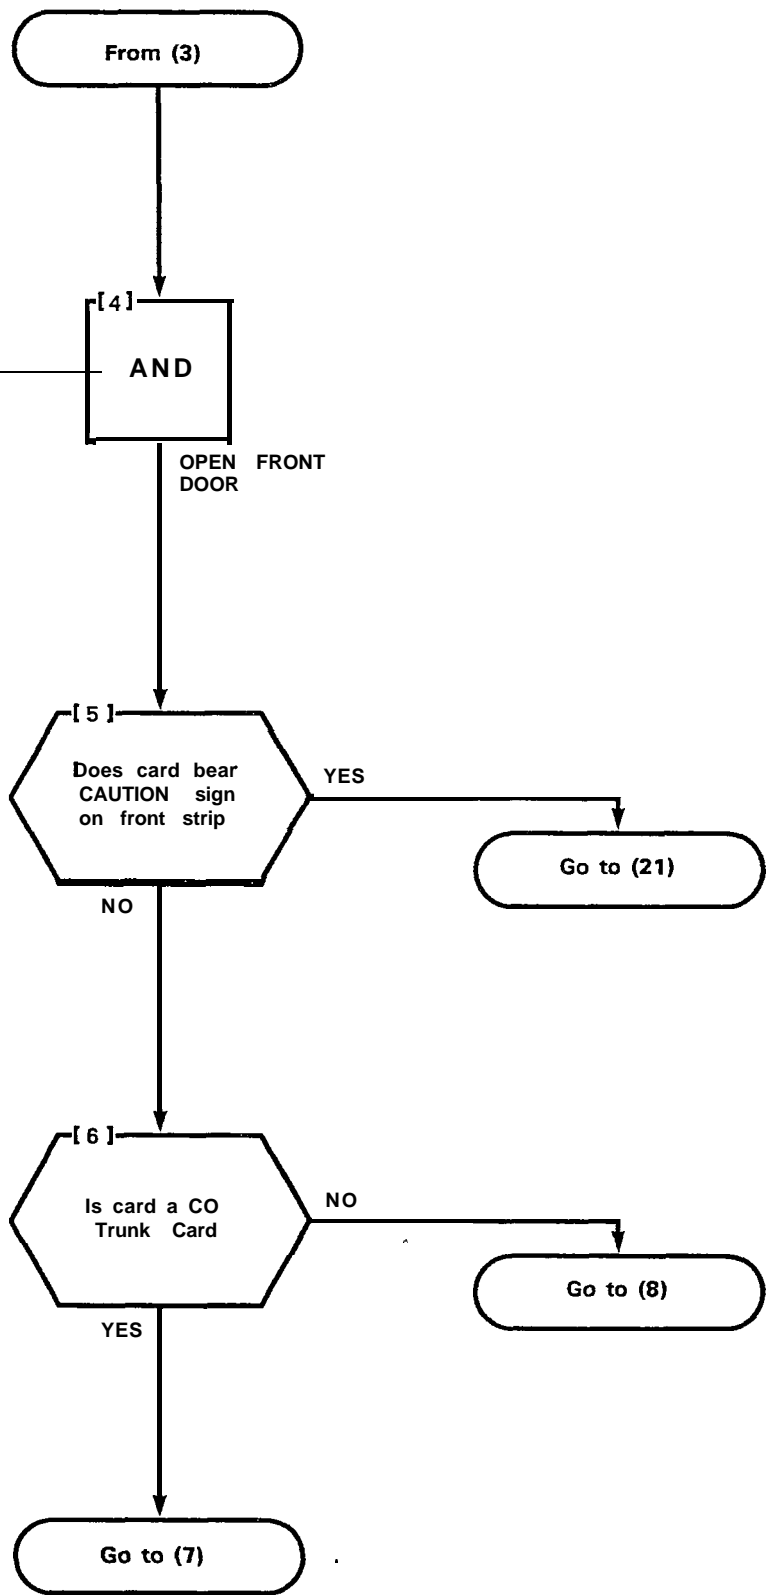 From (3)
[4]
AND
OPEN FRONT
DOOR
[5]
Does card bear
CAUTION sign
on front strip
YES
Go to (21)
NO
[6]
Is card a CO
Trunk Card
NO
Go to (8)
YES
Go to (7)